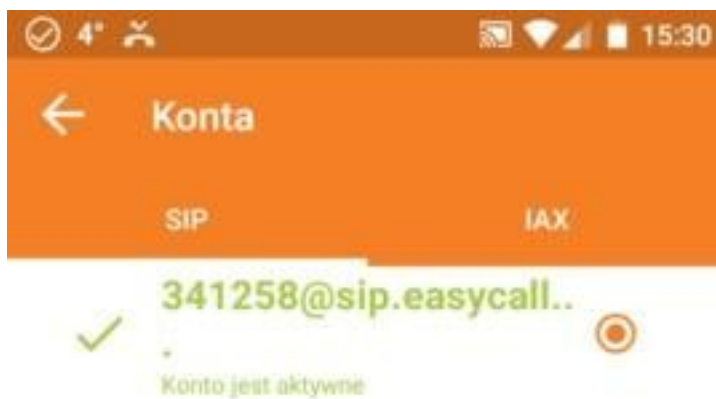 4° 15:30
Konta
SIP IAX
341258@sip.easycall..
.
Konto jest aktywne